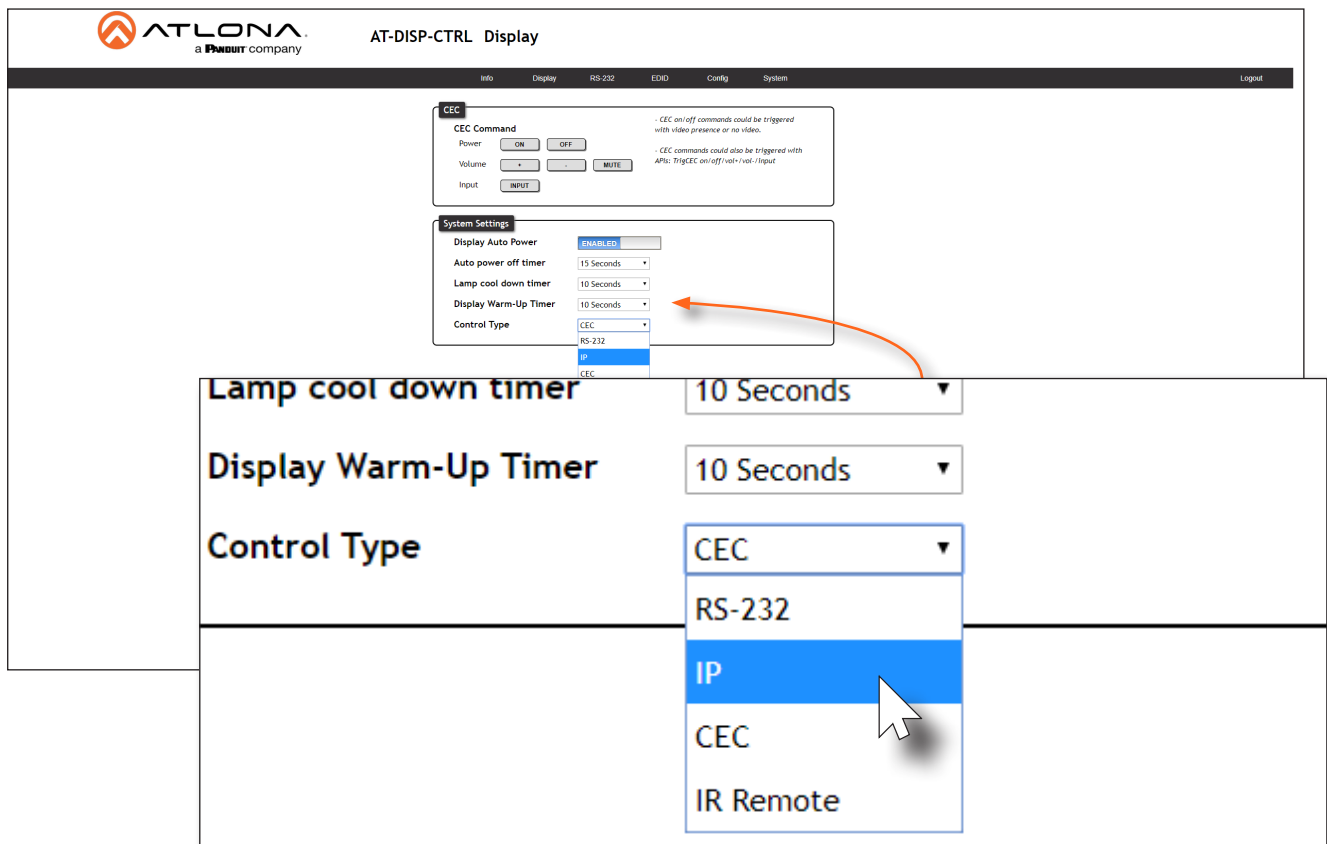 ATLONA.
a PANDUIT company
AT-DISP-CTRL Display
Info Display RS-232 EDID Config System Logout
CEC
CEC Command
Power ON OFF
Volume + - MUTE
Input INPUT
- CEC on/off commands could be triggered
with video presence or no video.
- CEC commands could also be triggered with
APIs: TrigCEC on/off/vol+/vol-/input
System Settings
Display Auto Power ENABLED
Auto power off timer 15 Seconds
Lamp cool down timer 10 Seconds
Display Warm-Up Timer 10 Seconds
Control Type CEC
RS-232
IP
CEC
Lamp cool down timer 10 Seconds
Display Warm-Up Timer 10 Seconds
Control Type CEC
RS-232
IP
CEC
IR Remote